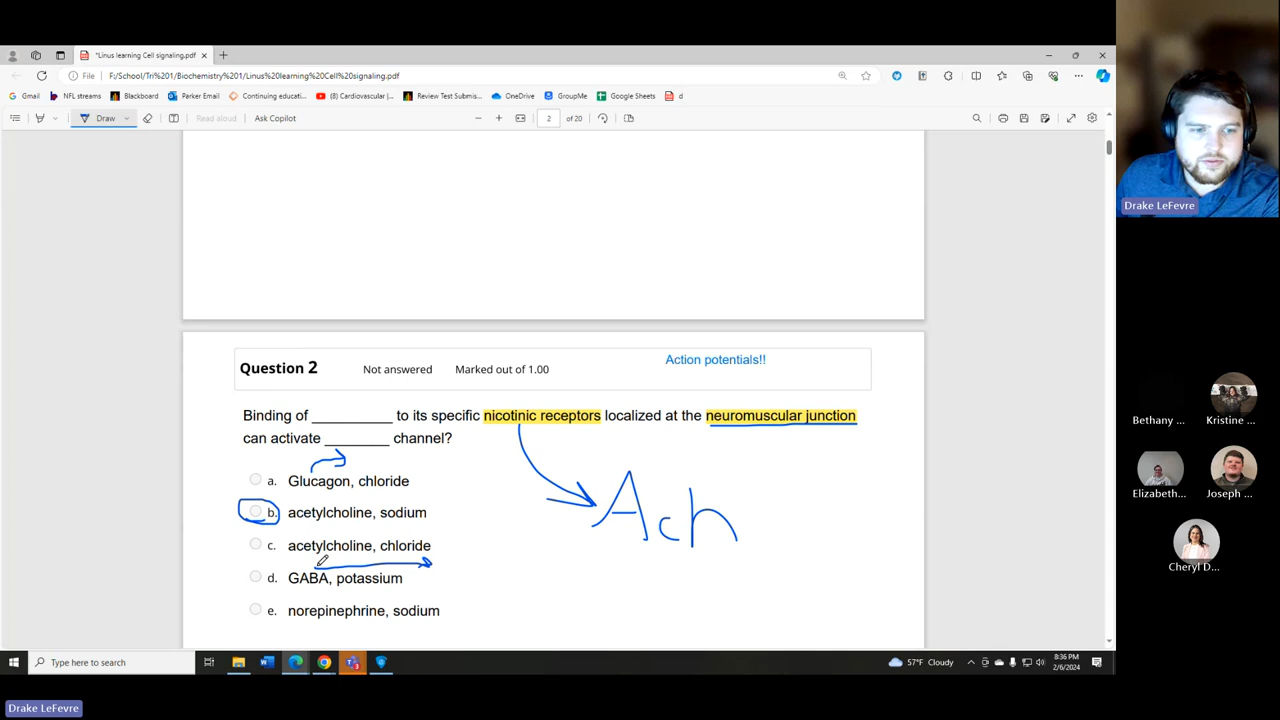 *Linus learning Cell signaling.pdf
File F:/School/Tri%201/Biochemistry%201/Linus%20learning%20Cell%20signaling.pdf
Gmail NFL streams Blackboard Parker Email Continuing educati... (8) Cardiovascular |... Review Test Submis... OneDrive GroupMe Google Sheets d
Draw Read aloud Ask Copilot 2 of 20
Drake LeFevre
Question 2 Not answered Marked out of 1.00 Action potentials!!
Binding of __________ to its specific nicotinic receptors localized at the neuromuscular junction
can activate ________ channel?
a. Glucagon, chloride
b. acetylcholine, sodium
c. acetylcholine, chloride
d. GABA, potassium
e. norepinephrine, sodium
Ach
Bethany ... Kristine ...
Elizabeth... Joseph ...
Cheryl D...
Type here to search 57°F Cloudy 8:36 PM
2/6/2024
Drake LeFevre